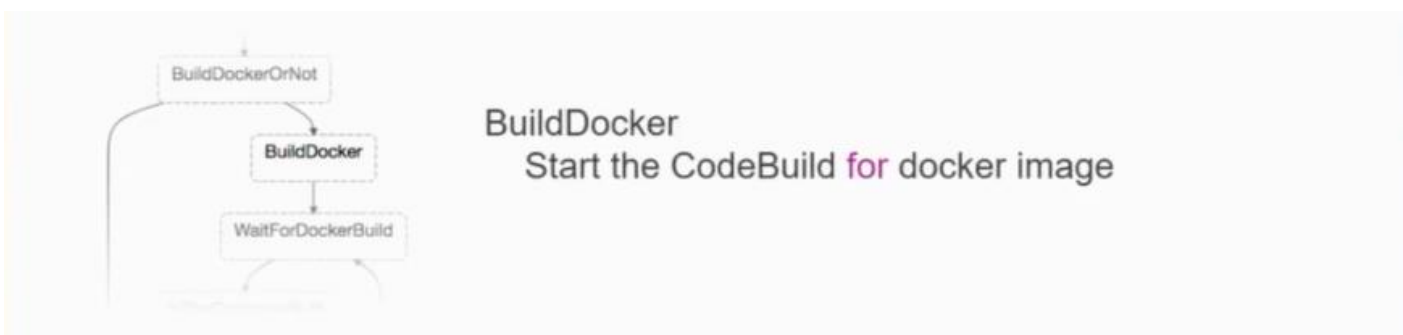 BuildDockerOrNot
BuildDocker
WaitForDockerBuild
BuildDocker
Start the CodeBuild for docker image